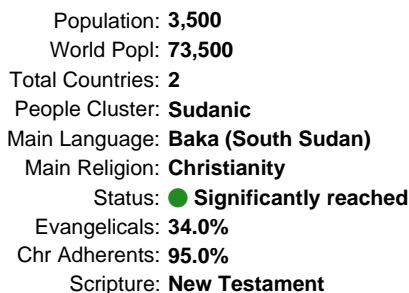 Population: 3,500
World Popl: 73,500
Total Countries: 2
People Cluster: Sudanic
Main Language: Baka (South Sudan)
Main Religion: Christianity
Status: Significantly reached
Evangelicals: 34.0%
Chr Adherents: 95.0%
Scripture: New Testament